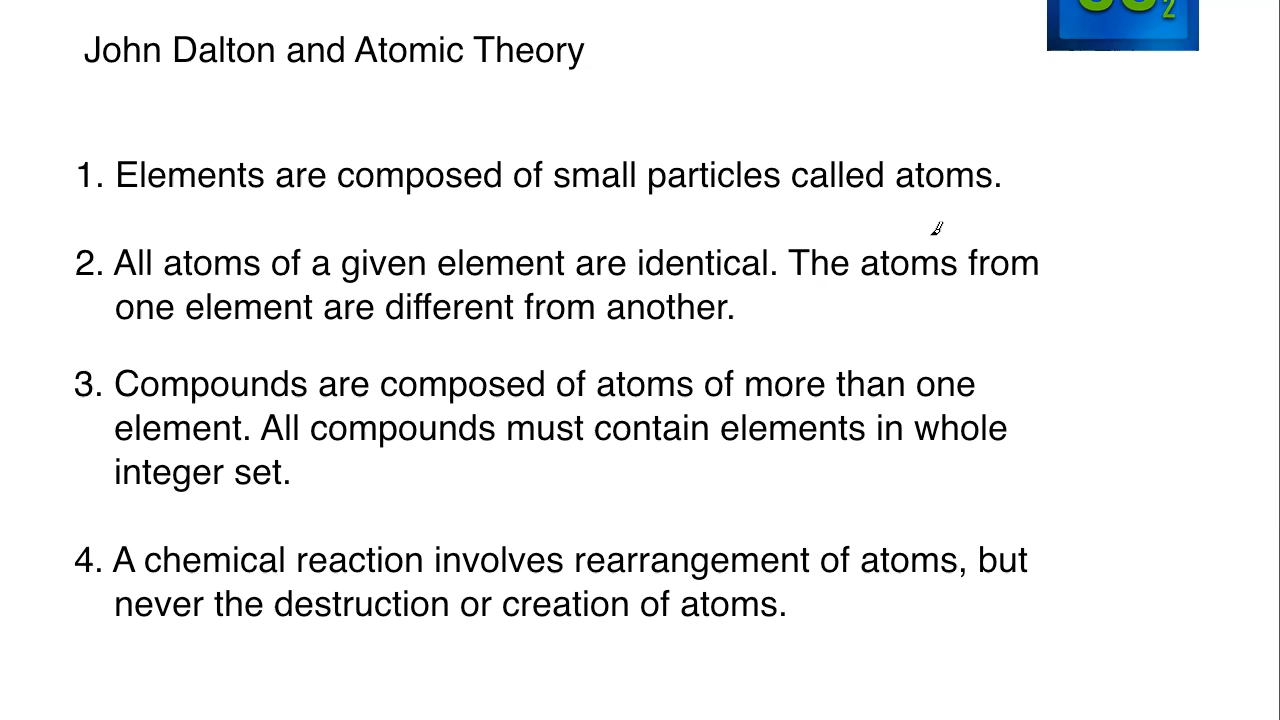 John Dalton and Atomic Theory
1. Elements are composed of small particles called atoms.
2. All atoms of a given element are identical. The atoms from
one element are different from another.
3. Compounds are composed of atoms of more than one
element. All compounds must contain elements in whole
integer set.
4. A chemical reaction involves rearrangement of atoms, but
never the destruction or creation of atoms.